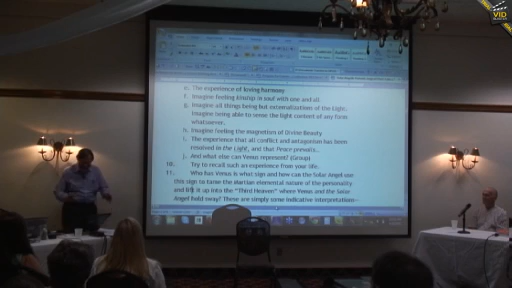 VID
e. The experience of loving harmony
f. Imagine feeling kinship in soul with one and all
g. Imagine all things being but externalization of the Light.
Imagine being able to sense the light content of any form
whatsoever.
h. Imagine feeling the magnetism of Divine Beauty
i. The experience that all conflict and antagonism has been
resolved in the Light, and that Peace prevails.
j. And what else can Venus represent? (Group)
10. Try to recall such an experience from your life.
11. Who has Venus in what sign and how can the Solar Angel use
this sign to tame the Martian elemental nature of the personality
and lift it up into the "Third Heaven" where Venus and the Solar
Angel hold sway? These are simply some indicative interpretations—